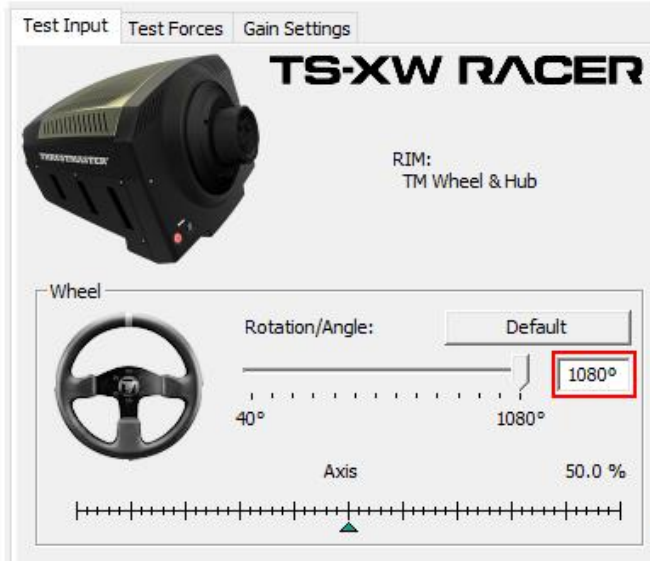 Test Input Test Forces Gain Settings
TS-XW RACER
THRUSTMASTER
RIM:
TM Wheel & Hub
Wheel
Rotation/Angle: Default
1080°
40° 1080°
Axis 50.0 %